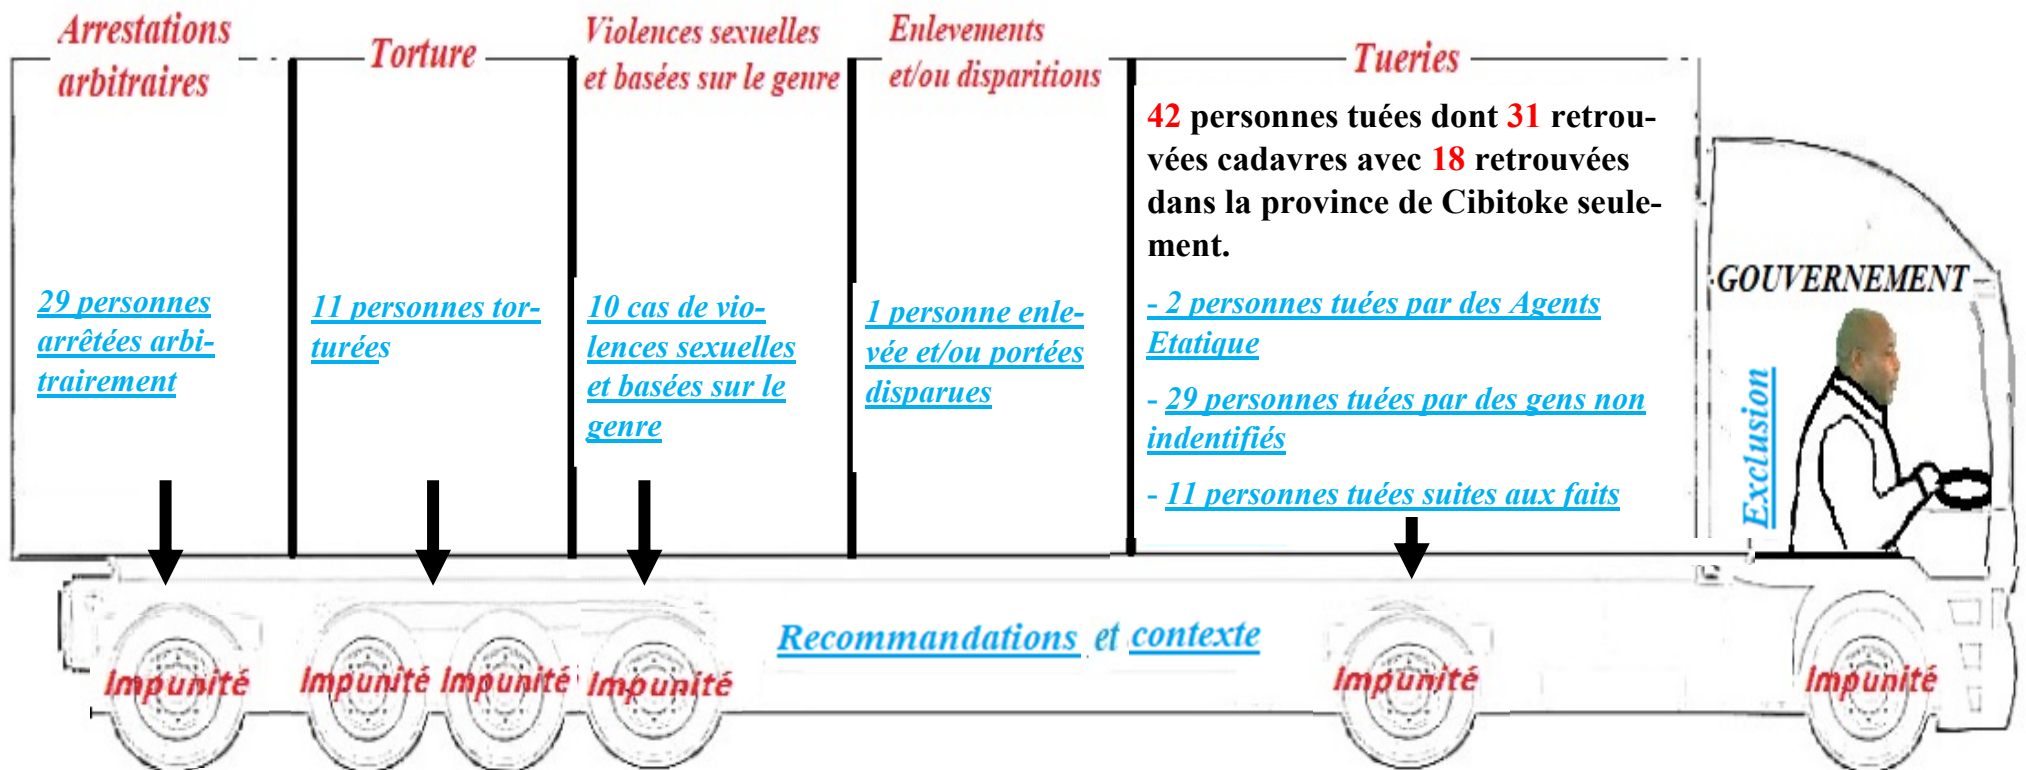 Arrestations
arbitraires
Torture
Violences sexuelles
et basées sur le genre
Enlevements
et/ou disparitions
Tueries
29 personnes
arrêtées arbi-
trairement
11 personnes tor-
turées
10 cas de vio-
lences sexuelles
et basées sur le
genre
1 personne enle-
vée et/ou portées
disparues
42 personnes tuées dont 31 retrou-
vées cadavres avec 18 retrouvées
dans la province de Cibitoke seule-
ment.
- 2 personnes tuées par des Agents
Etatique
- 29 personnes tuées par des gens non
indentifiés
- 11 personnes tuées suites aux faits
GOUVERNEMENT
Exclusion
Recommandations et contexte
Impunité
Impunité
Impunité
Impunité
Impunité
Impunité